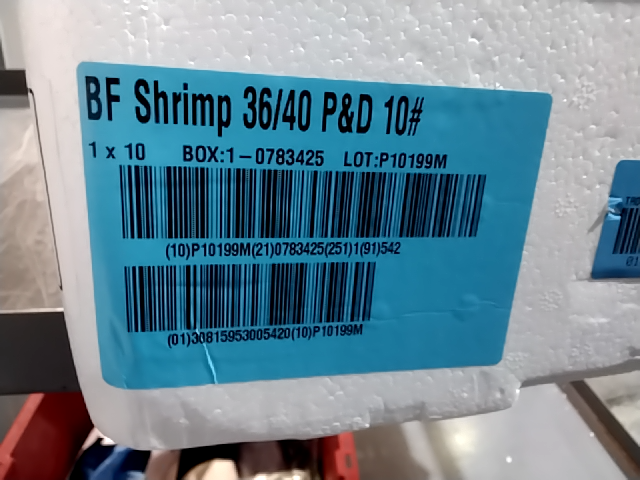 BF Shrimp 36/40 P&D 10#
1 x 10 BOX:1-0783425 LOT:P10199M
(10)P10199M(21)0783425(251)1(91)542
(01)30815953005420(10)P10199M